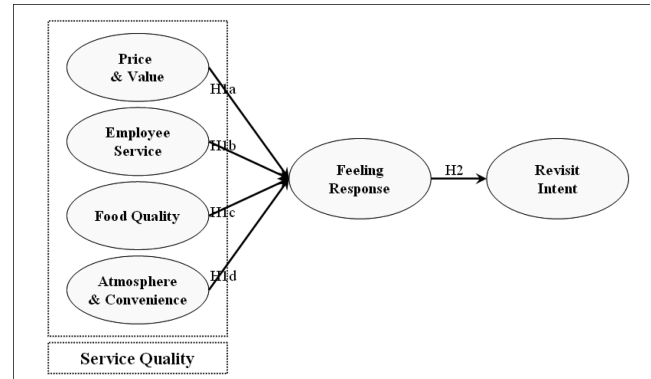 Price
& Value
H1a
Employee
Service
H1b
Feeling
Response
H2
Revisit
Intent
Food Quality
H1c
Atmosphere
& Convenience
H1d
Service Quality